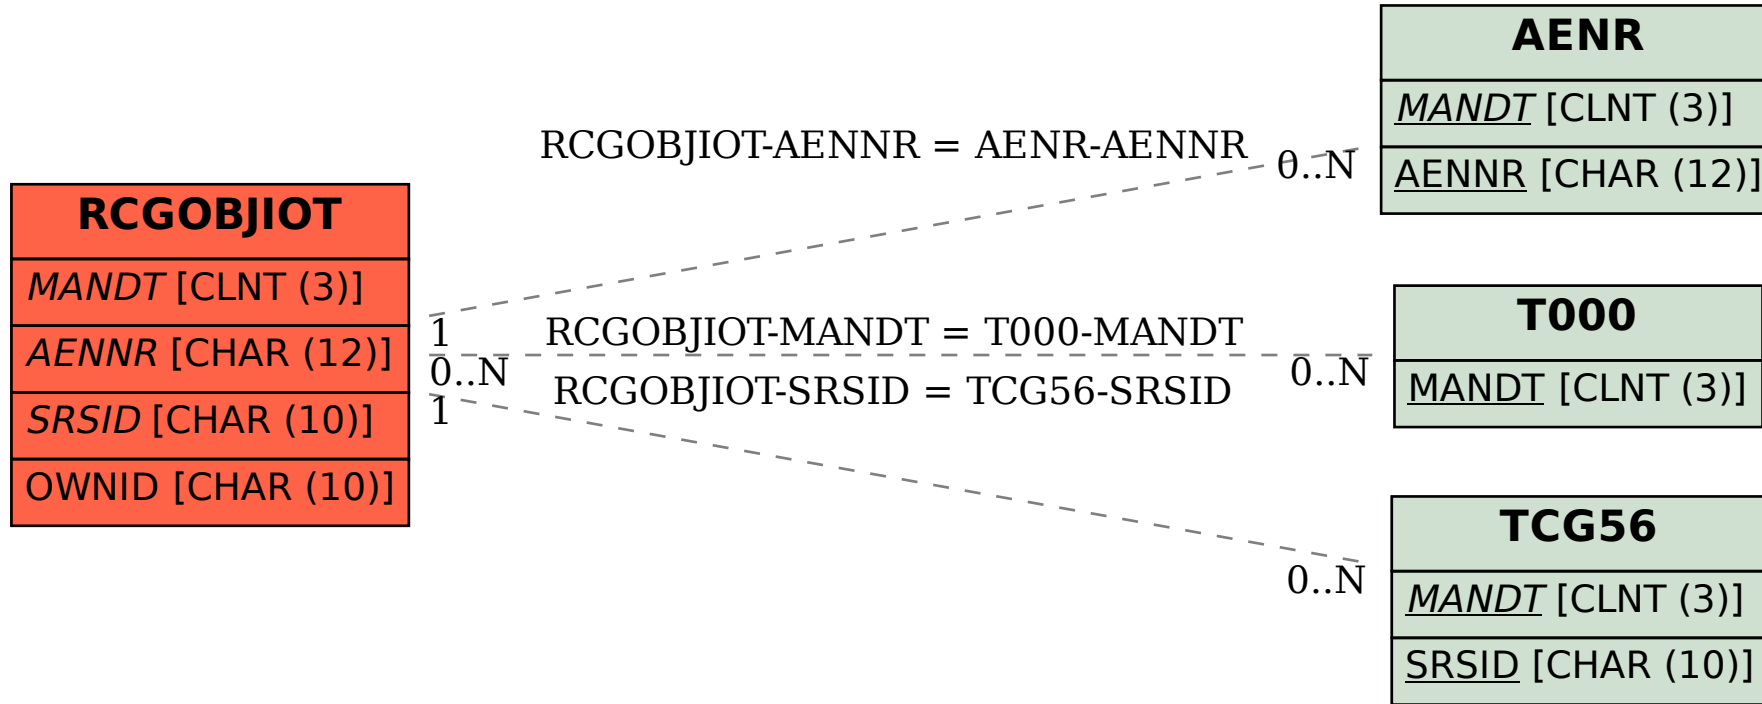 RCGOBJIOT
MANDT [CLNT (3)]
AENNR [CHAR (12)]
SRSID [CHAR (10)]
OWNID [CHAR (10)]
RCGOBJIOT-AENNR = AENR-AENNR
0..N
1
RCGOBJIOT-MANDT = T000-MANDT
0..N
0..N
RCGOBJIOT-SRSID = TCG56-SRSID
1
0..N
AENR
MANDT [CLNT (3)]
AENNR [CHAR (12)]
T000
MANDT [CLNT (3)]
TCG56
MANDT [CLNT (3)]
SRSID [CHAR (10)]